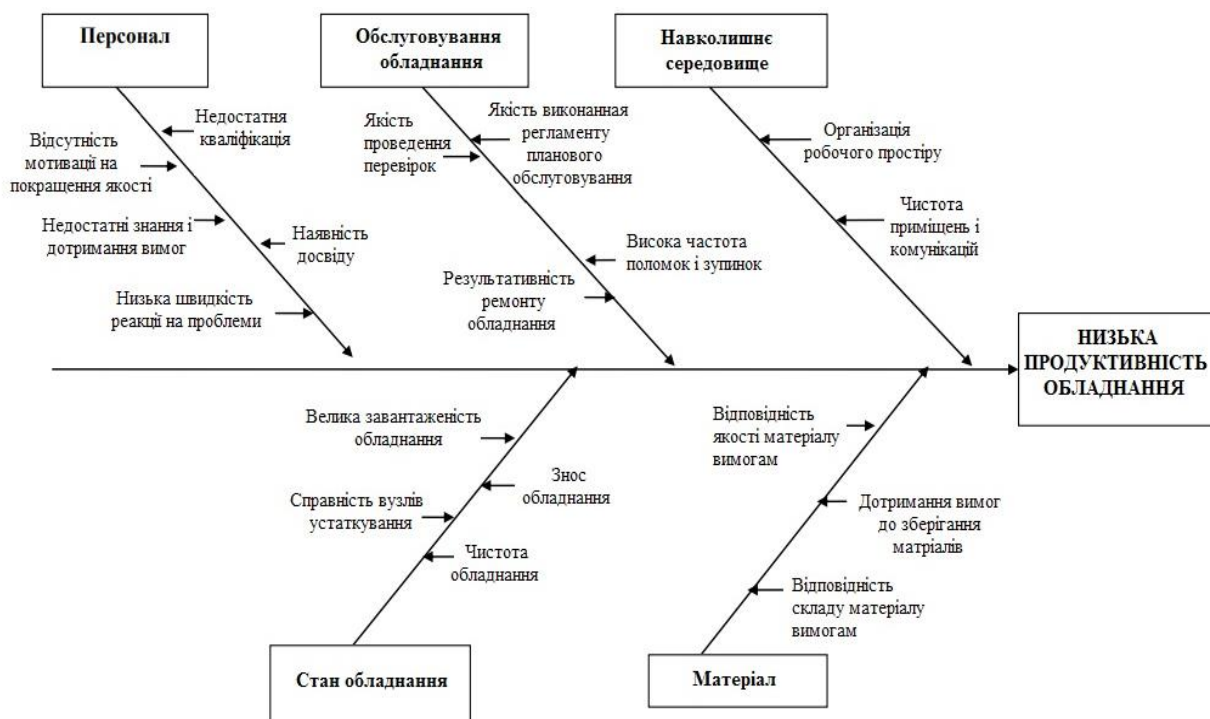 Персонал
Обслуговування
обладнання
Навколишнє
середовище
Недостатня
кваліфікація
Відсутність
мотивації на
покращення якості
Недостатні знання і
дотримання вимог
Наявність
досвіду
Низька швидкість
реакції на проблеми
Якість
проведення
перевірок
Якість виконанная
регламенту
планового
обслуговування
Висока частота
поломок і зупинок
Результативність
ремонту
обладнання
Організація
робочого простіру
Чистота
приміщень і
комунікацій
НИЗЬКА
ПРОДУКТИВНІСТЬ
ОБЛАДНАННЯ
Велика завантаженість
обладнання
Знос
обладнання
Справність вузлів
устаткування
Чистота
обладнання
Відповідність
якості матеріалу
вимогам
Дотримання вимог
до зберігання
матріалів
Відповідність
складу матеріалу
вимогам
Стан обладнання
Матеріал